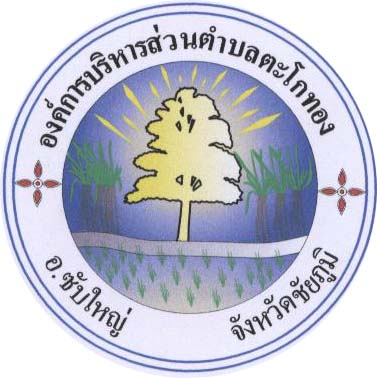 องค์การบริหารส่วนตำบลตะโกทอง
อ.ซับใหญ่
จังหวัดชัยภูมิ